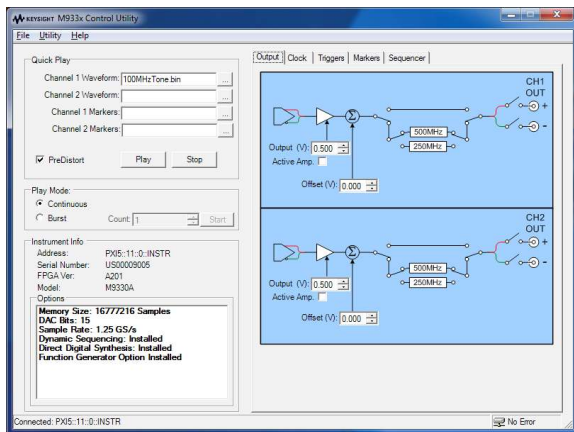 KEYSIGHT M933x Control Utility
File Utility Help
Quick Play
Channel 1 Waveform: 100MHzTone.bin ...
Channel 2 Waveform: ...
Channel 1 Markers: ...
Channel 2 Markers: ...
PreDistort Play Stop
Play Mode:
Continuous
Burst Count: 1 Start
Instrument Info.
Address: PXI5::11::0::INSTR
Serial Number: US00009005
FPGA Ver: A201
Model: M9330A
Options
Memory Size: 16777216 Samples
DAC Bits: 15
Sample Rate: 1.25 GS/s
Dynamic Sequencing: Installed
Direct Digital Synthesis: Installed
Function Generator Option Installed
Output Clock Triggers Markers Sequencer
CH1
OUT
+
Σ
-
500MHz
250MHz
Output (V): 0.500
Active Amp.
Offset (V): 0.000
CH2
OUT
+
Σ
-
500MHz
250MHz
Output (V): 0.500
Active Amp.
Offset (V): 0.000
Connected: PXI5::11::0::INSTR
No Error